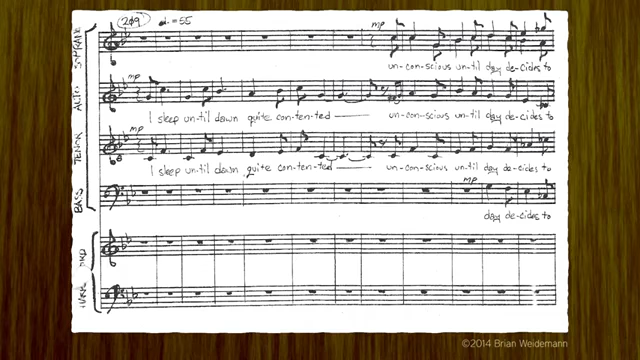 209 ♩. = 55
SOPRANO mp
un-con-scious un-til day de-cides to
ALTO mp
I sleep un-til dawn quite con-ten-ted un-con-scious un-til day de-cides to
TENOR mp
I sleep un-til dawn quite con-ten-ted un-con-scious un-til day de-cides to
BASS mp
day de-cides to
©2014 Brian Weidemann